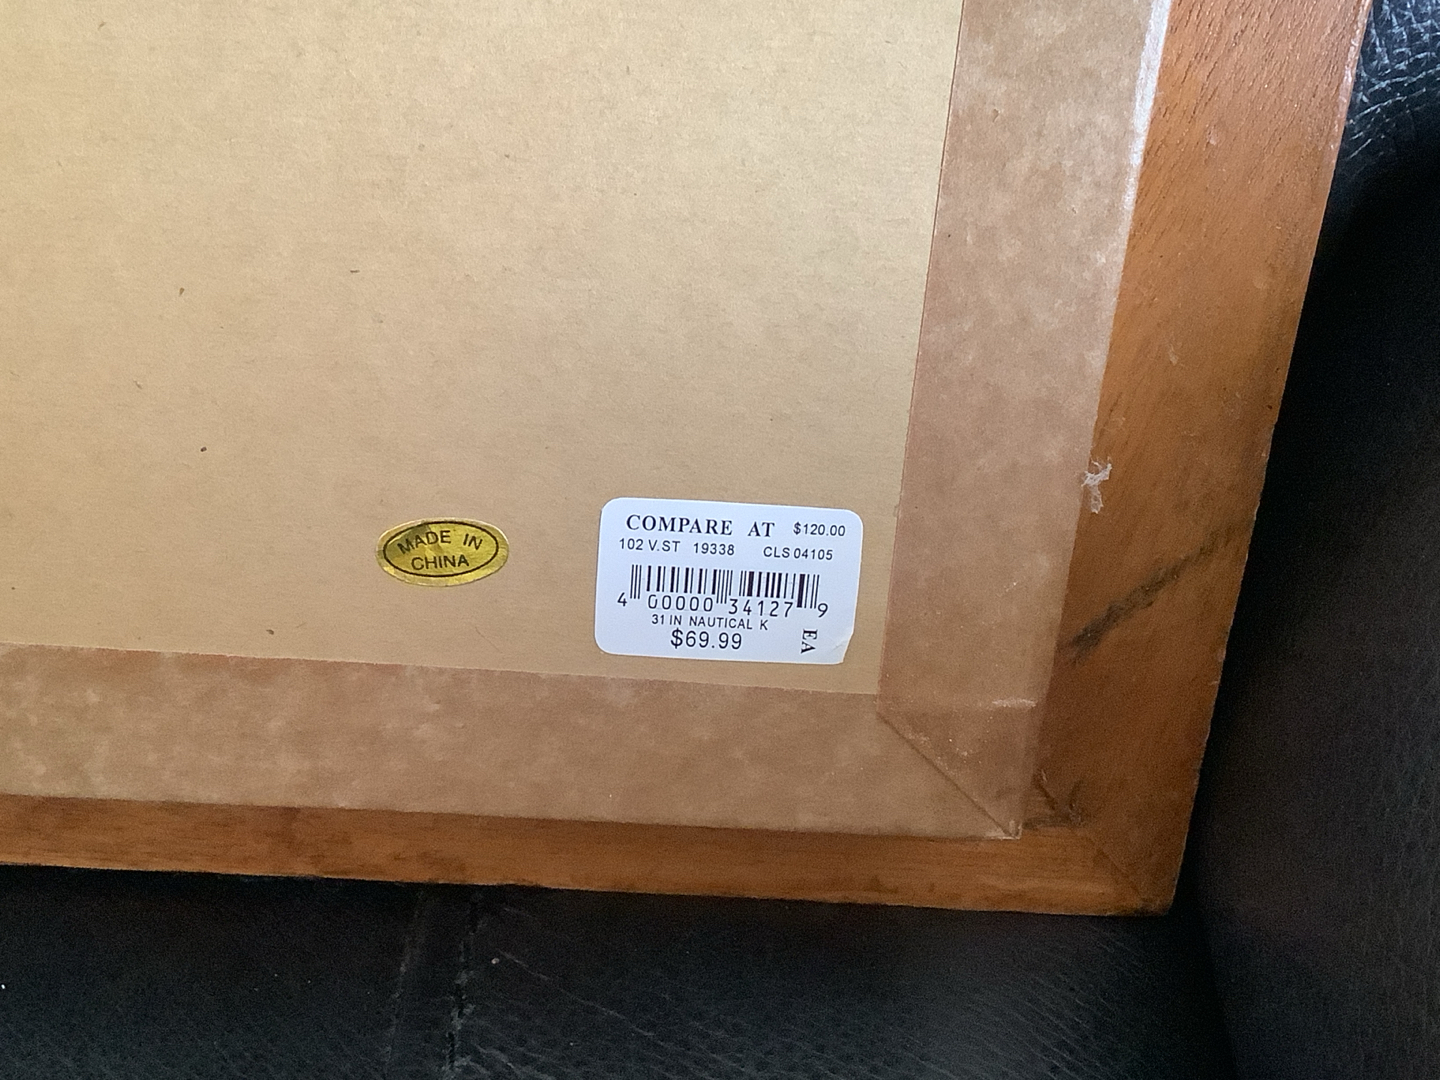 MADE IN
CHINA
COMPARE AT $120.00
102 V.ST 19338 CLS 04105
4 00000 34127 9
31 IN NAUTICAL K
$69.99
EA